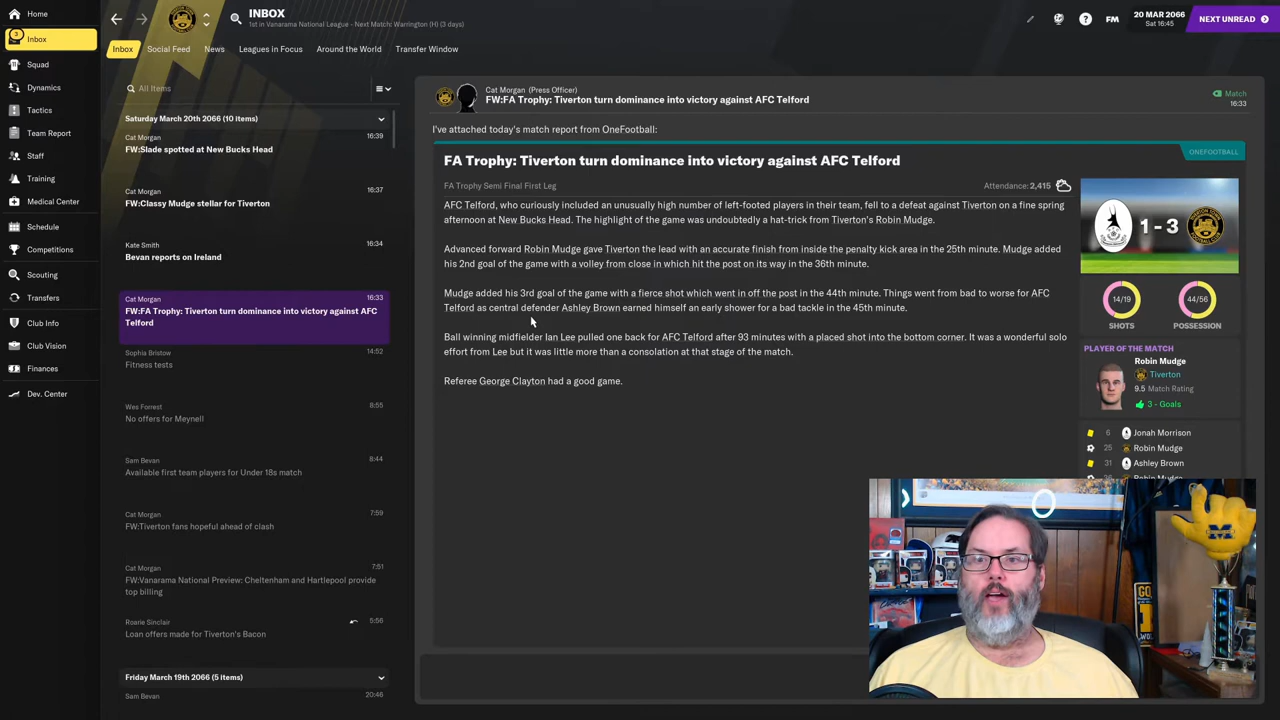 Home
INBOX
1st in Vanarama National League - Next Match: Warrington (H) (3 days)
FM
20 MAR 2066
Sat 16:45
NEXT UNREAD
3
Inbox
Squad
Dynamics
Tactics
Team Report
Staff
Training
Medical Center
Schedule
Competitions
Scouting
Transfers
Club Info
Club Vision
Finances
Dev. Center
Inbox
Social Feed
News
Leagues in Focus
Around the World
Transfer Window
All Items
Saturday March 20th 2066 (10 items)
Cat Morgan
16:39
FW:Slade spotted at New Bucks Head
Cat Morgan
16:37
FW:Classy Mudge stellar for Tiverton
Kate Smith
16:34
Bevan reports on Ireland
Cat Morgan
16:33
FW:FA Trophy: Tiverton turn dominance into victory against AFC
Telford
Sophia Bristow
14:52
Fitness tests
Wes Forrest
8:55
No offers for Meynell
Sam Bevan
8:44
Available first team players for Under 18s match
Cat Morgan
7:59
FW:Tiverton fans hopeful ahead of clash
Cat Morgan
7:51
FW:Vanarama National Preview: Cheltenham and Hartlepool provide
top billing
Roarie Sinclair
5:56
Loan offers made for Tiverton's Bacon
Friday March 19th 2066 (5 items)
Sam Bevan
20:46
Cat Morgan (Press Officer)
FW:FA Trophy: Tiverton turn dominance into victory against AFC Telford
Match
16:33
I've attached today's match report from OneFootball:
FA Trophy: Tiverton turn dominance into victory against AFC Telford
ONEFOOTBALL
FA Trophy Semi Final First Leg
Attendance: 2,415
AFC Telford, who curiously included an unusually high number of left-footed players in their team, fell to a defeat against Tiverton on a fine spring
afternoon at New Bucks Head. The highlight of the game was undoubtedly a hat-trick from Tiverton's Robin Mudge.
Advanced forward Robin Mudge gave Tiverton the lead with an accurate finish from inside the penalty kick area in the 25th minute. Mudge added
his 2nd goal of the game with a volley from close in which hit the post on its way in the 36th minute.
Mudge added his 3rd goal of the game with a fierce shot which went in off the post in the 44th minute. Things went from bad to worse for AFC
Telford as central defender Ashley Brown earned himself an early shower for a bad tackle in the 45th minute.
Ball winning midfielder Ian Lee pulled one back for AFC Telford after 93 minutes with a placed shot into the bottom corner. It was a wonderful solo
effort from Lee but it was little more than a consolation at that stage of the match.
Referee George Clayton had a good game.
1 - 3
14/19
SHOTS
44/56
POSSESSION
PLAYER OF THE MATCH
Robin Mudge
Tiverton
9.5 Match Rating
3 - Goals
6 Jonah Morrison
25 Robin Mudge
31 Ashley Brown
Robin Mudge
M